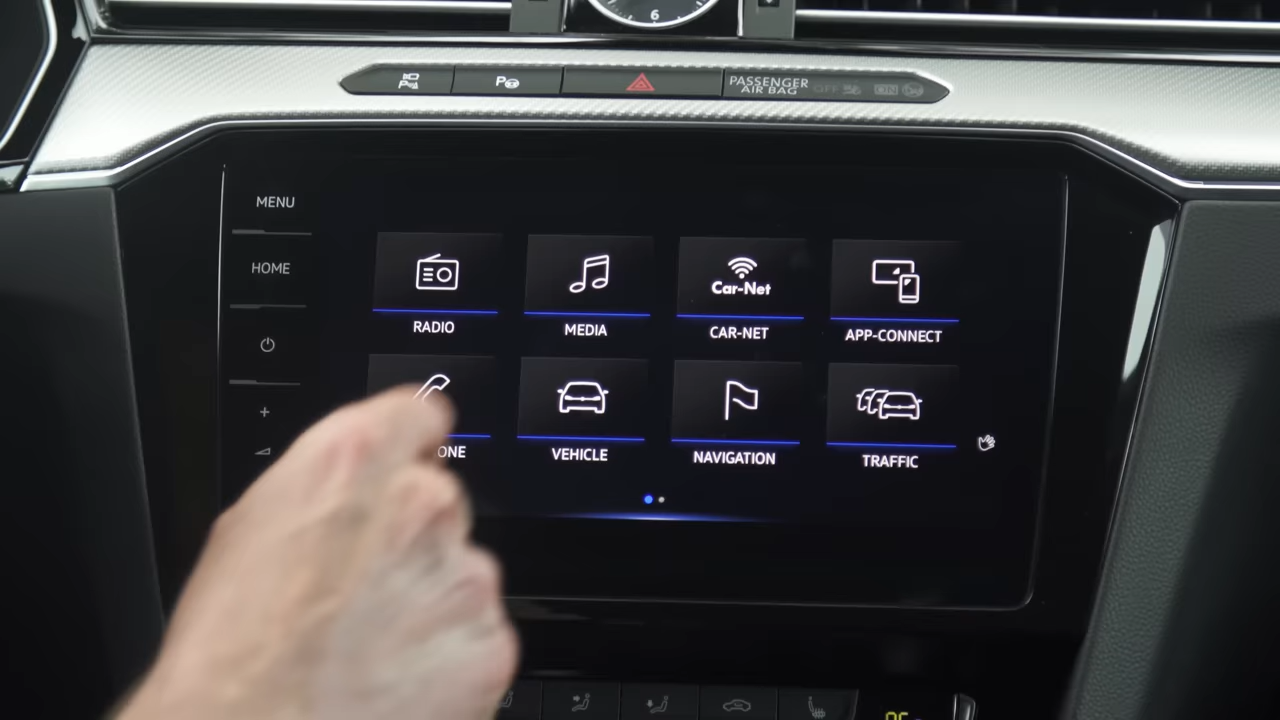 6
P
P
PASSENGER
AIR BAG OFF ON
MENU
HOME
+
Car-Net
RADIO
MEDIA
CAR-NET
APP-CONNECT
ONE
VEHICLE
NAVIGATION
TRAFFIC